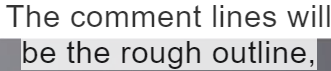 The comment lines will
be the rough outline,